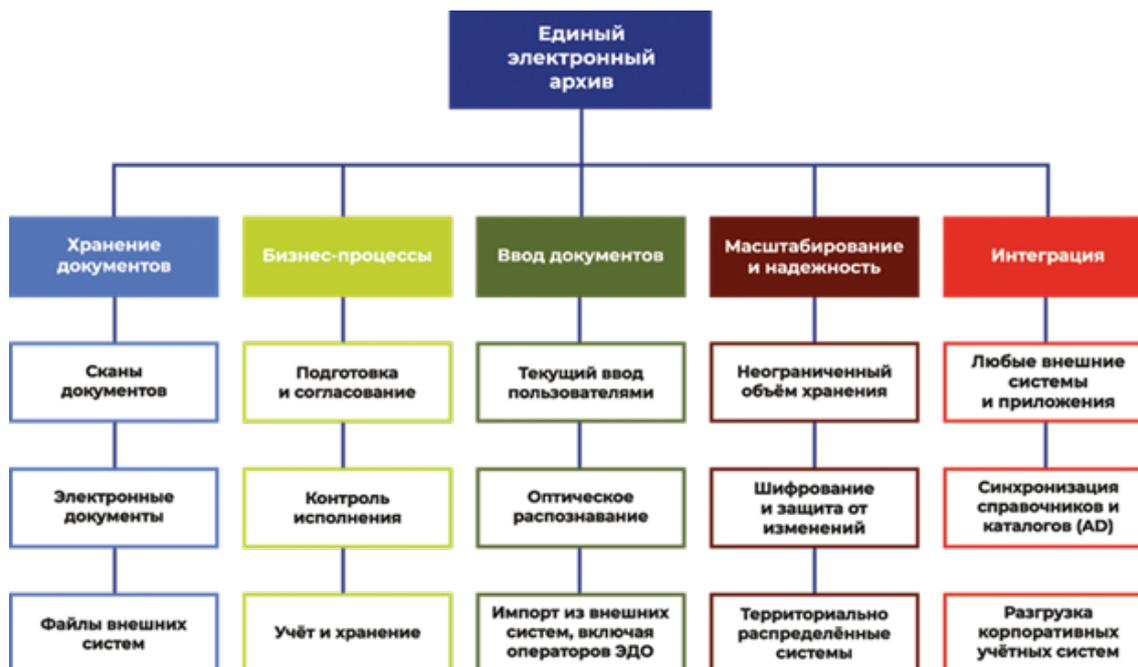 Единый
электронный
архив
Хранение
документов
Бизнес-процессы
Ввод документов
Масштабирование
и надежность
Интеграция
Сканы
документов
Подготовка
и согласование
Текущий ввод
пользователями
Неограниченный
объём хранения
Любые внешние
системы
и приложения
Электронные
документы
Контроль
исполнения
Оптическое
распознавание
Шифрование
и защита от
изменений
Синхронизация
справочников и
каталогов (AD)
Файлы внешних
систем
Учёт и хранение
Импорт из внешних
систем, включая
операторов ЭДО
Территориально
распределённые
системы
Разгрузка
корпоративных
учётных систем